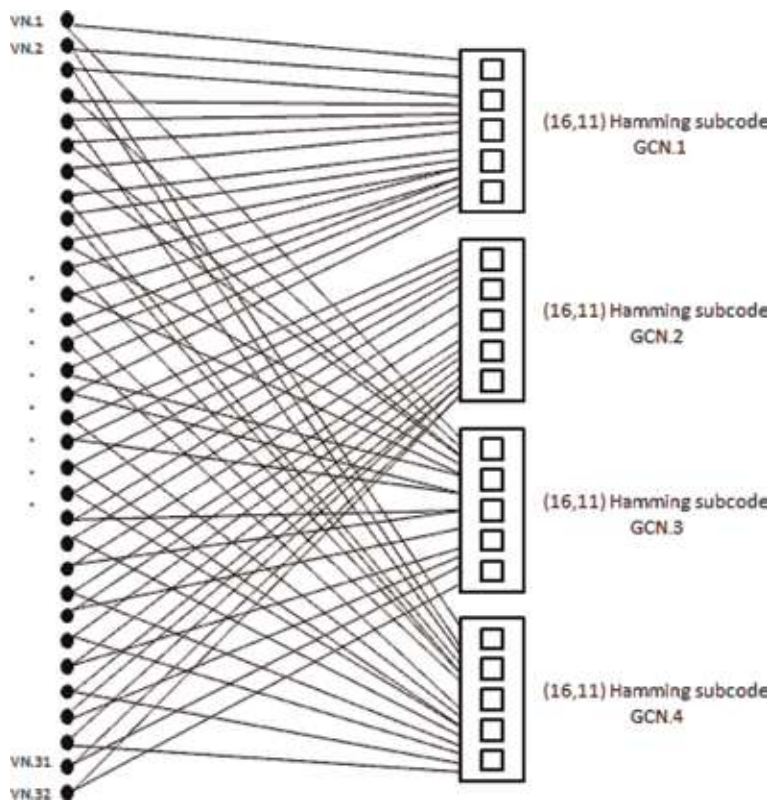 VN.1
VN.2
(16,11) Hamming subcode
GCN.1
(16,11) Hamming subcode
GCN.2
(16,11) Hamming subcode
GCN.3
(16,11) Hamming subcode
GCN.4
VN.31
VN.32